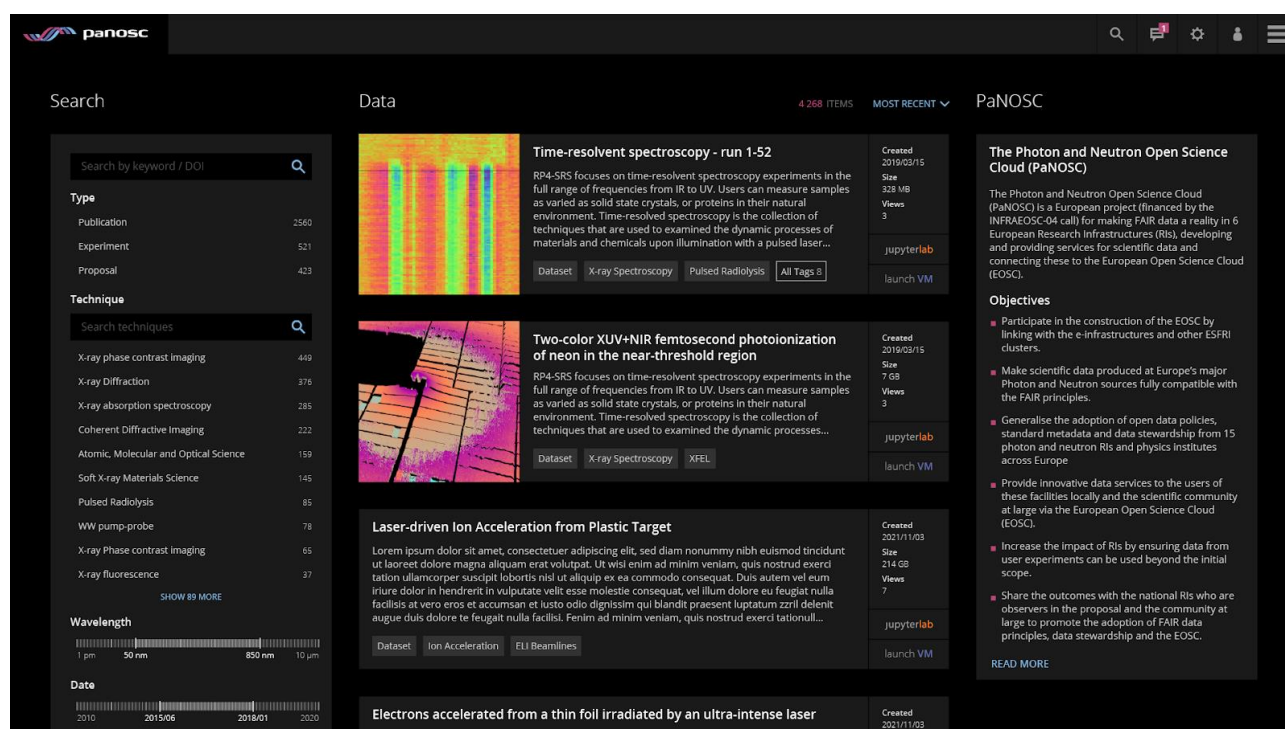 panosc
1
Search
Search by keyword / DOI
Type
Publication 2560
Experiment 521
Proposal 423
Technique
Search techniques
X-ray phase contrast imaging 449
X-ray Diffraction 376
X-ray absorption spectroscopy 285
Coherent Diffractive Imaging 222
Atomic, Molecular and Optical Science 159
Soft X-ray Materials Science 145
Pulsed Radiolysis 85
WW pump-probe 78
X-ray Phase contrast imaging 65
X-ray fluorescence 37
SHOW 89 MORE
Wavelength
1 pm 50 nm 850 nm 10 μm
Date
2010 2015/06 2018/01 2020
Data
4 268 ITEMS MOST RECENT
Time-resolvent spectroscopy - run 1-52
RP4-SRS focuses on time-resolvent spectroscopy experiments in the
full range of frequencies from IR to UV. Users can measure samples
as varied as solid state crystals, or proteins in their natural
environment. Time-resolved spectroscopy is the collection of
techniques that are used to examined the dynamic processes of
materials and chemicals upon illumination with a pulsed laser...
Dataset X-ray Spectroscopy Pulsed Radiolysis All Tags 8
Created
2019/03/15
Size
328 MB
Views
3
jupyterlab
launch VM
Two-color XUV+NIR femtosecond photoionization
of neon in the near-threshold region
RP4-SRS focuses on time-resolvent spectroscopy experiments in the
full range of frequencies from IR to UV. Users can measure samples
as varied as solid state crystals, or proteins in their natural
environment. Time-resolved spectroscopy is the collection of
techniques that are used to examined the dynamic processes...
Dataset X-ray Spectroscopy XFEL
Created
2019/03/15
Size
7 GB
Views
3
jupyterlab
launch VM
Laser-driven Ion Acceleration from Plastic Target
Lorem ipsum dolor sit amet, consectetuer adipiscing elit, sed diam nonummy nibh euismod tincidunt
ut laoreet dolore magna aliquam erat volutpat. Ut wisi enim ad minim veniam, quis nostrud exerci
tation ullamcorper suscipit lobortis nisl ut aliquip ex ea commodo consequat. Duis autem vel eum
iriure dolor in hendrerit in vulputate velit esse molestie consequat, vel illum dolore eu feugiat nulla
facilisis at vero eros et accumsan et iusto odio dignissim qui blandit praesent luptatum zzril delenit
augue duis dolore te feugait nulla facilisi. Fenim ad minim veniam, quis nostrud exerci tationull...
Dataset Ion Acceleration ELI Beamlines
Created
2021/11/03
Size
214 GB
Views
7
jupyterlab
launch VM
Electrons accelerated from a thin foil irradiated by an ultra-intense laser
Created
2021/11/03
PaNOSC
The Photon and Neutron Open Science
Cloud (PaNOSC)
The Photon and Neutron Open Science Cloud
(PaNOSC) is a European project (financed by the
INFRAEOSC-04 call) for making FAIR data a reality in 6
European Research Infrastructures (RIs), developing
and providing services for scientific data and
connecting these to the European Open Science Cloud
(EOSC).
Objectives
Participate in the construction of the EOSC by
linking with the e-infrastructures and other ESFRI
clusters.
Make scientific data produced at Europe's major
Photon and Neutron sources fully compatible with
the FAIR principles.
Generalise the adoption of open data policies,
standard metadata and data stewardship from 15
photon and neutron RIs and physics institutes
across Europe
Provide innovative data services to the users of
these facilities locally and the scientific community
at large via the European Open Science Cloud
(EOSC).
Increase the impact of RIs by ensuring data from
user experiments can be used beyond the initial
scope.
Share the outcomes with the national RIs who are
observers in the proposal and the community at
large to promote the adoption of FAIR data
principles, data stewardship and the EOSC.
READ MORE